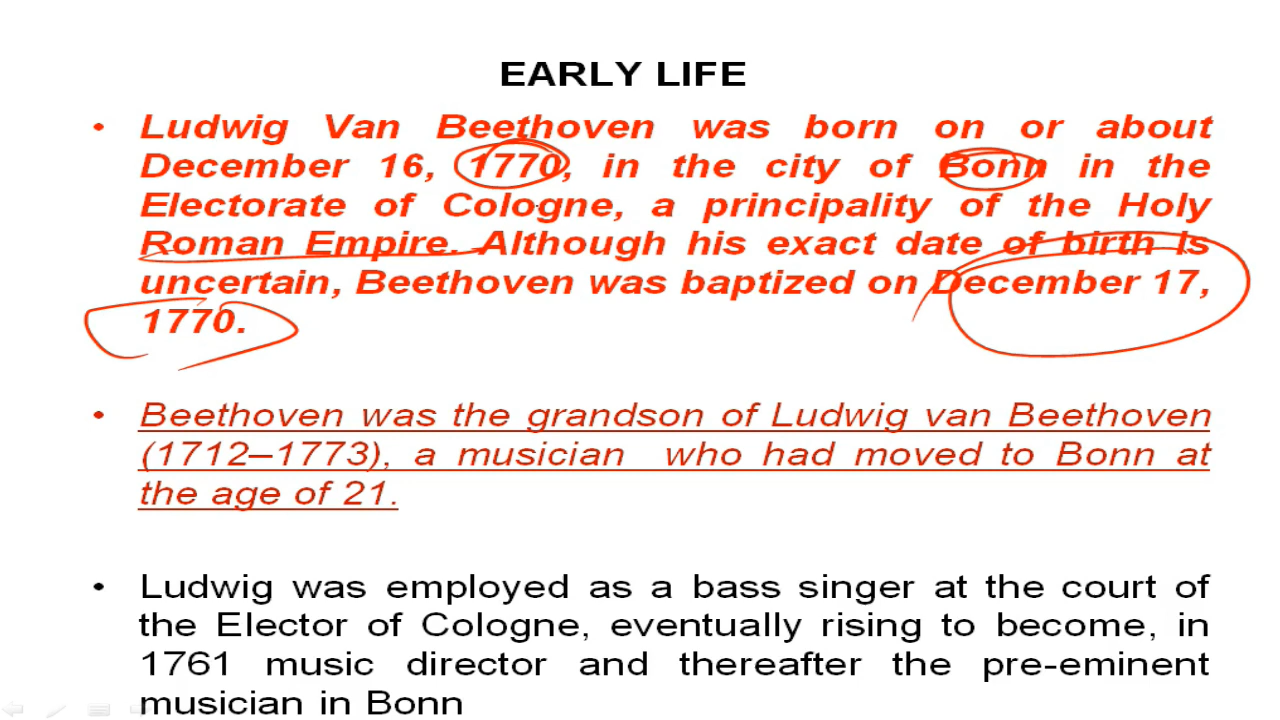 EARLY LIFE
• Ludwig Van Beethoven was born on or about
December 16, 1770, in the city of Bonn in the
Electorate of Cologne, a principality of the Holy
Roman Empire. Although his exact date of birth is
uncertain, Beethoven was baptized on December 17,
1770.
• Beethoven was the grandson of Ludwig van Beethoven
(1712–1773), a musician who had moved to Bonn at
the age of 21.
• Ludwig was employed as a bass singer at the court of
the Elector of Cologne, eventually rising to become, in
1761 music director and thereafter the pre-eminent
musician in Bonn